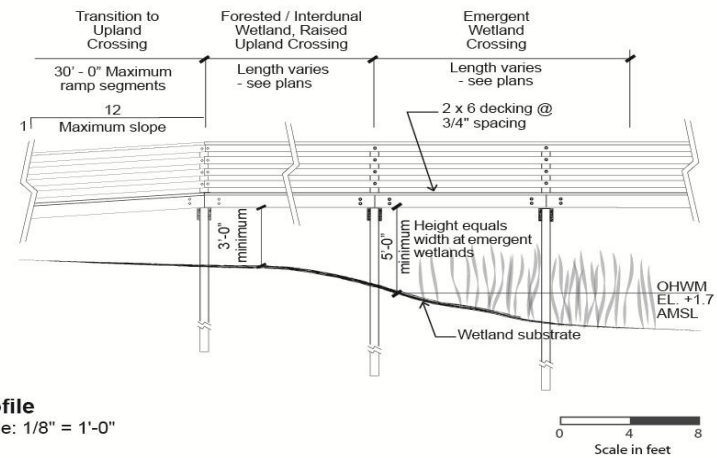 Transition to
Upland
Crossing
Forested / Interdunal
Wetland, Raised
Upland Crossing
Emergent
Wetland
Crossing
30' - 0" Maximum
ramp segments
Length varies
- see plans
Length varies
- see plans
12
1
Maximum slope
2 x 6 decking @
3/4" spacing
3'-0"
minimum
5'-0"
minimum
Height equals
width at emergent
wetlands
OHWM
EL. +1.7
AMSL
Wetland substrate
ofile
e: 1/8" = 1'-0"
0 4 8
Scale in feet